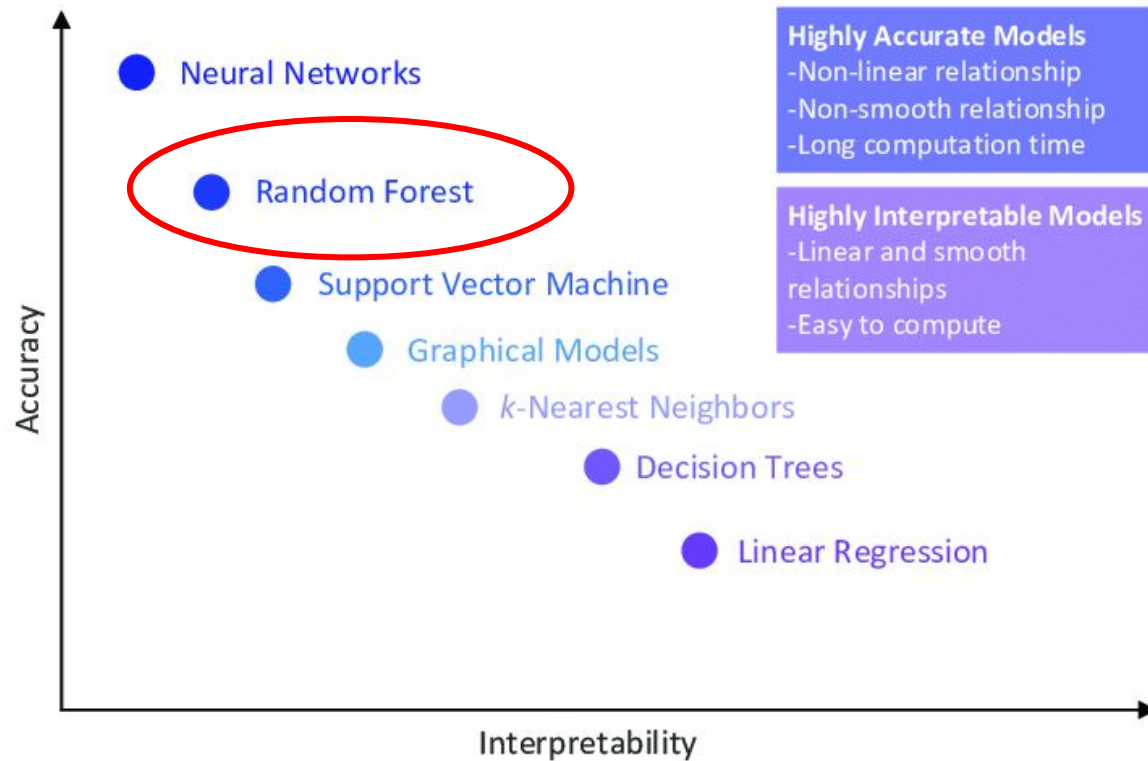 Neural Networks
Random Forest
Support Vector Machine
Graphical Models
k-Nearest Neighbors
Decision Trees
Linear Regression
Highly Accurate Models
-Non-linear relationship
-Non-smooth relationship
-Long computation time
Highly Interpretable Models
-Linear and smooth
relationships
-Easy to compute
Accuracy
Interpretability